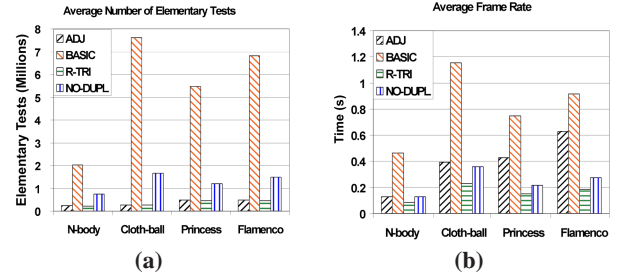 Average Number of Elementary Tests
Elementary Tests (Millions)
8
7
6
5
4
3
2
1
0
ADJ
BASIC
R-TRI
NO-DUPL
N-body Cloth-ball Princess Flamenco
(a)
Average Frame Rate
Time (s)
1.4
1.2
1
0.8
0.6
0.4
0.2
0
ADJ
BASIC
R-TRI
NO-DUPL
N-body Cloth-ball Princess Flamenco
(b)